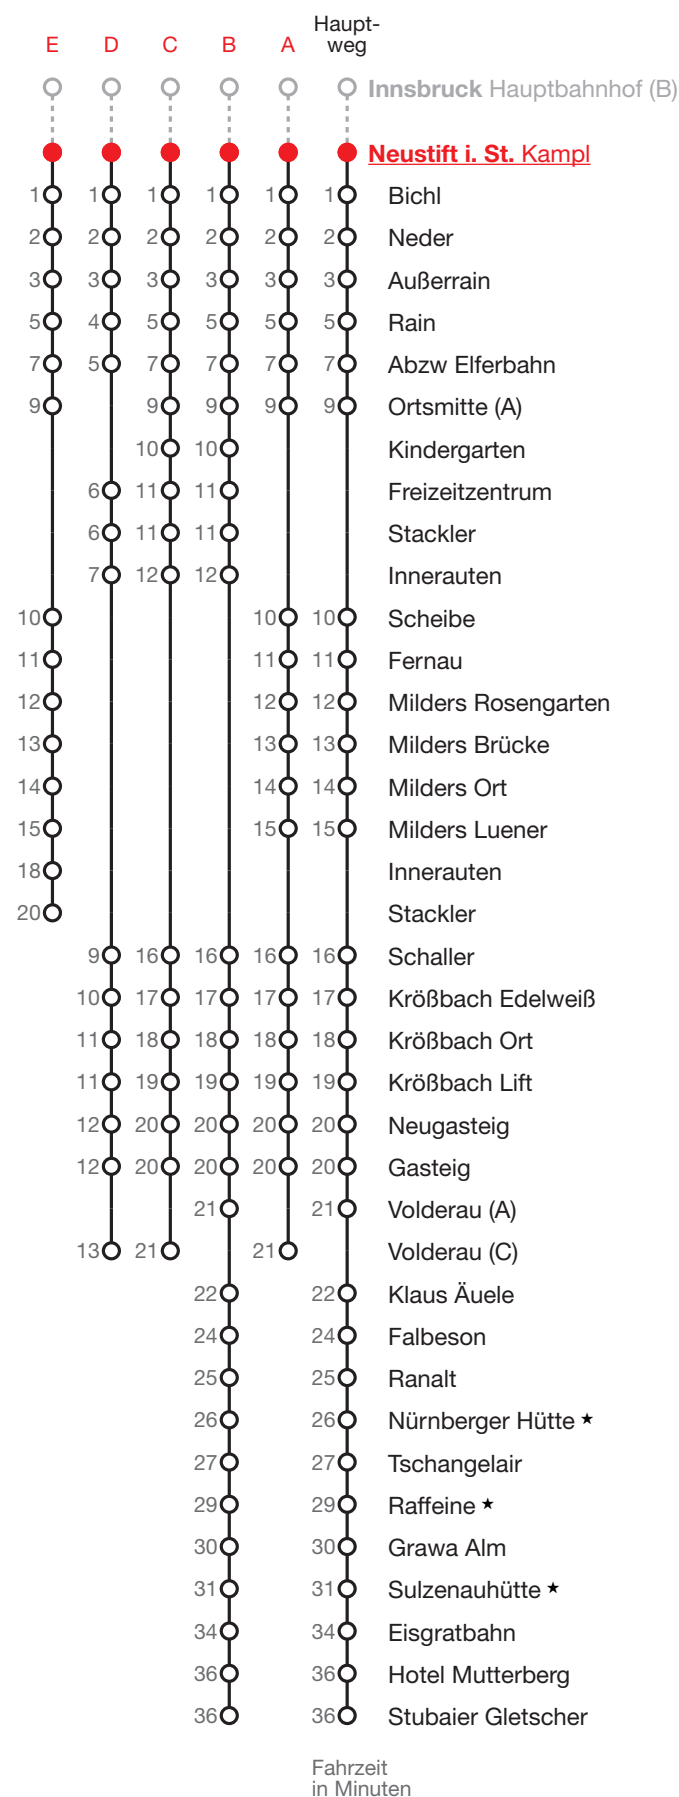 Haupt-
E D C B A weg
Innsbruck Hauptbahnhof (B)
Neustift i. St. Kampl
1 1 1 1 1 1 Bichl
2 2 2 2 2 2 Neder
3 3 3 3 3 3 Außerrain
5 4 5 5 5 5 Rain
7 5 7 7 7 7 Abzw Elferbahn
9 9 9 9 9 Ortsmitte (A)
10 10 Kindergarten
6 11 11 Freizeitzentrum
6 11 11 Stackler
7 12 12 Innerauten
10 10 10 Scheibe
11 11 11 Fernau
12 12 12 Milders Rosengarten
13 13 13 Milders Brücke
14 14 14 Milders Ort
15 15 15 Milders Luener
18 Innerauten
20 Stackler
9 16 16 16 16 Schaller
10 17 17 17 17 Krößbach Edelweiß
11 18 18 18 18 Krößbach Ort
11 19 19 19 19 Krößbach Lift
12 20 20 20 20 Neugasteig
12 20 20 20 20 Gasteig
21 21 Volderau (A)
13 21 21 Volderau (C)
22 22 Klaus Äuele
24 24 Falbeson
25 25 Ranalt
26 26 Nürnberger Hütte ★
27 27 Tschangelair
29 29 Raffeine ★
30 30 Grawa Alm
31 31 Sulzenauhütte ★
34 34 Eisgratbahn
36 36 Hotel Mutterberg
36 36 Stubaier Gletscher
Fahrzeit
in Minuten